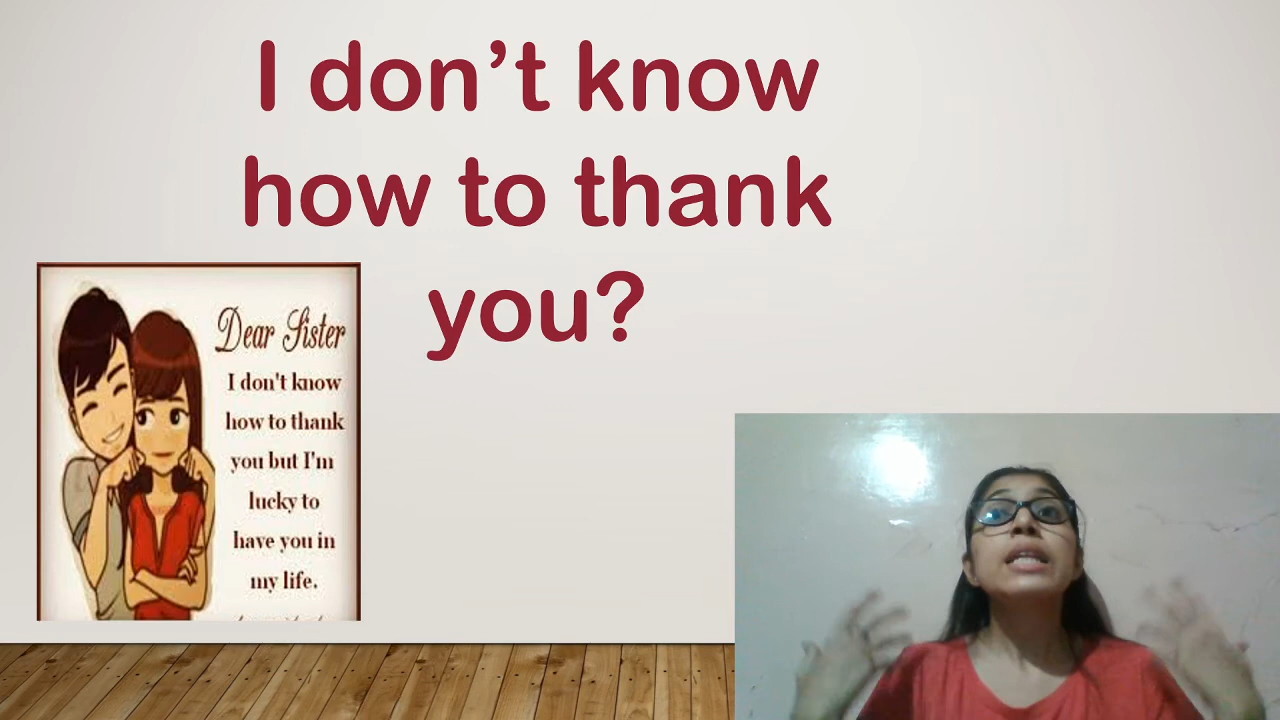 I don’t know
how to thank
you?
Dear Sister
I don't know
how to thank
you but I'm
lucky to
have you in
my life.